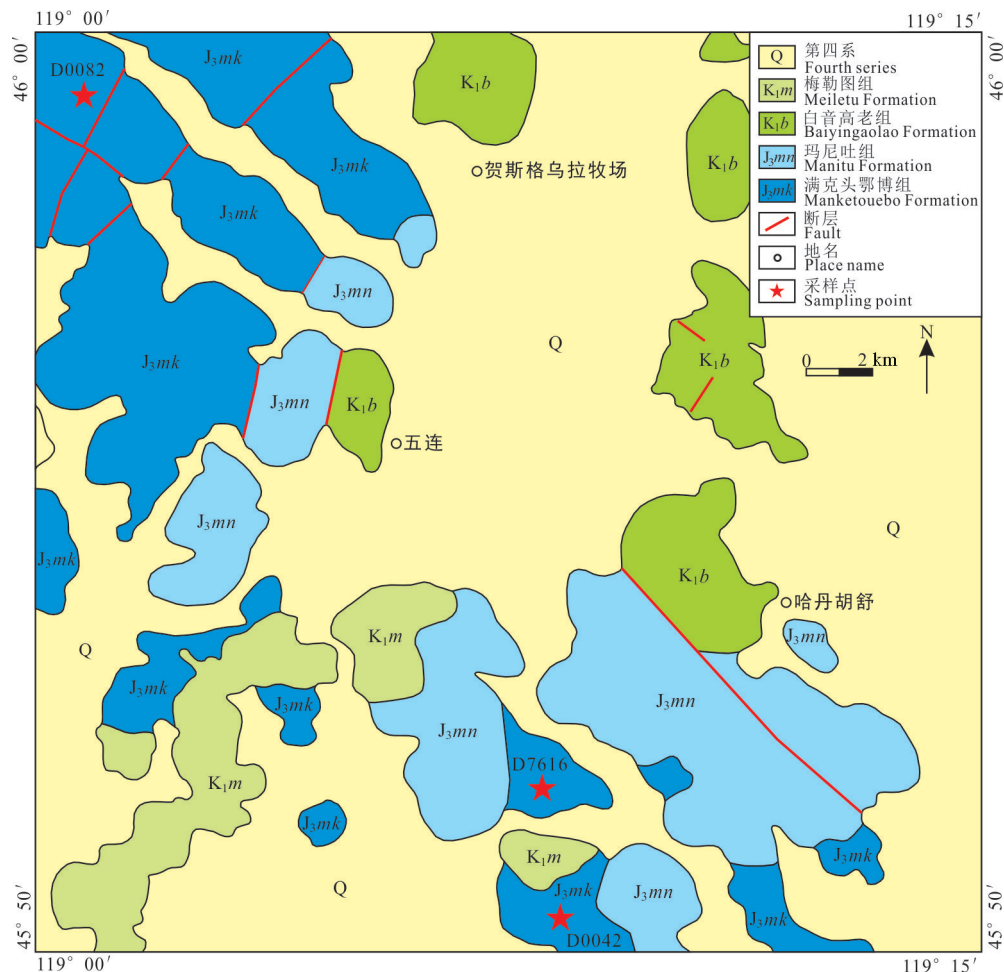 119° 00′
119° 15′
46° 00′
46° 00′
D0082
J₃mk
K₁b
Q
第四系
Fourth series
K₁m
梅勒图组
Meiletu Formation
K₁b
白音高老组
Baiyingaolao Formation
J₃mn
玛尼吐组
Manitu Formation
J₃mk
满克头鄂博组
Manketouebo Formation
断层
Fault
地名
Place name
采样点
Sampling point
K₁b
J₃mk
贺斯格乌拉牧场
J₃mk
J₃mn
Q
N
0 2 km
J₃mk
K₁b
J₃mn
K₁b
五连
J₃mn
Q
J₃mk
K₁b
哈丹胡舒
J₃mn
K₁m
Q
J₃mk
J₃mk
J₃mn
J₃mn
D7616
K₁m
J₃mk
K₁m
J₃mk
J₃mk
Q
J₃mn
J₃mk
D0042
45° 50′
45° 50′
119° 00′
119° 15′